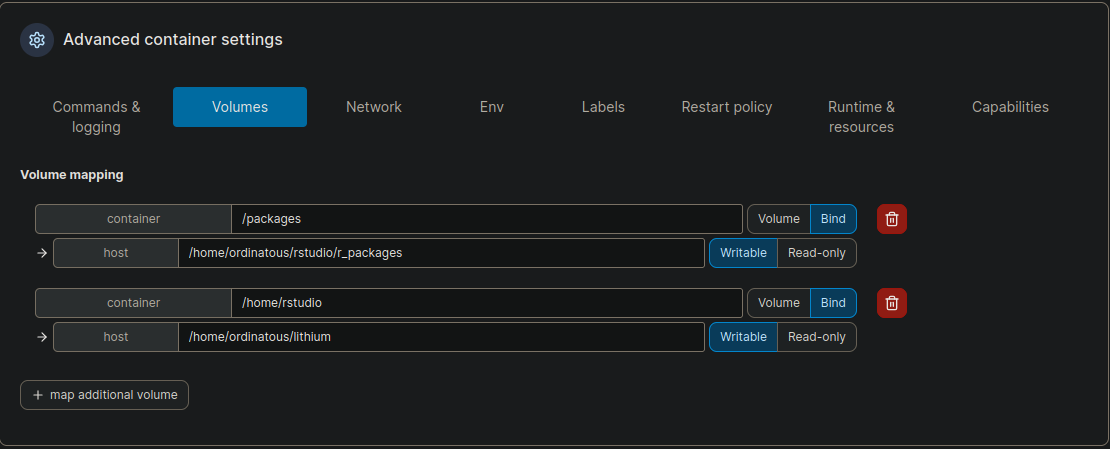 Advanced container settings
Commands & logging
Volumes
Network
Env
Labels
Restart policy
Runtime & resources
Capabilities
Volume mapping
container /packages Volume Bind
→ host /home/ordinatous/rstudio/r_packages Writable Read-only
container /home/rstudio Volume Bind
→ host /home/ordinatous/lithium Writable Read-only
+ map additional volume